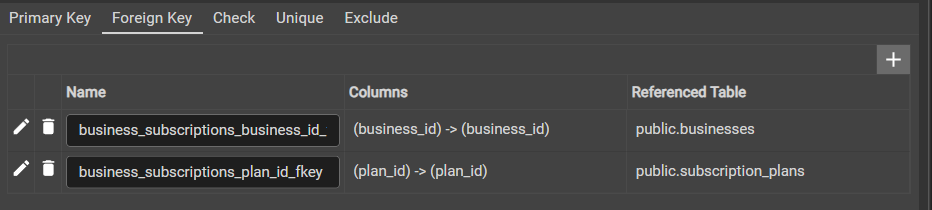 Primary Key Foreign Key Check Unique Exclude
Name Columns Referenced Table
business_subscriptions_business_id_ (business_id) -> (business_id) public.businesses
business_subscriptions_plan_id_fkey (plan_id) -> (plan_id) public.subscription_plans